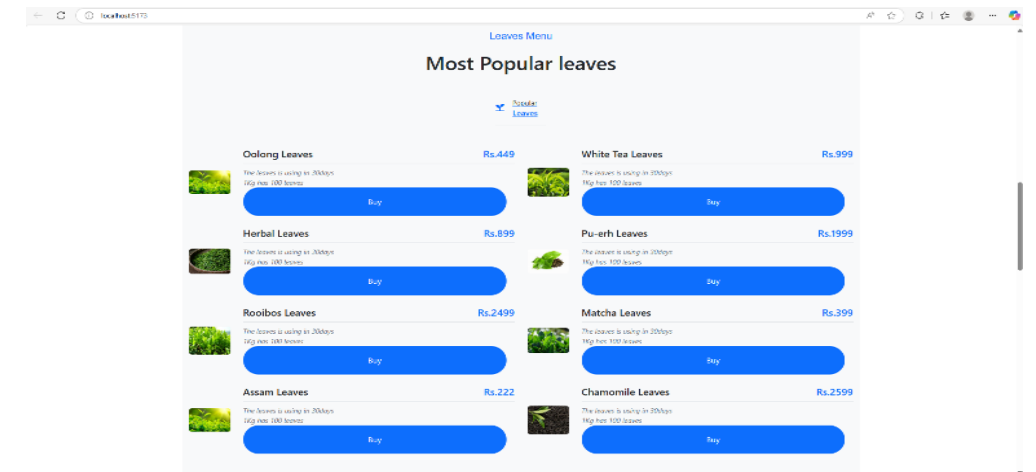 localhost:5173
Leaves Menu
Most Popular leaves
Popular
Leaves
Oolong Leaves Rs.449
The leaves is using in 30days
1Kg has 100 leaves
Buy
White Tea Leaves Rs.999
The leaves is using in 30days
1Kg has 100 leaves
Buy
Herbal Leaves Rs.899
The leaves is using in 30days
1Kg has 100 leaves
Buy
Pu-erh Leaves Rs.1999
The leaves is using in 30days
1Kg has 100 leaves
Buy
Rooibos Leaves Rs.2499
The leaves is using in 30days
1Kg has 100 leaves
Buy
Matcha Leaves Rs.399
The leaves is using in 30days
1Kg has 100 leaves
Buy
Assam Leaves Rs.222
The leaves is using in 30days
1Kg has 100 leaves
Buy
Chamomile Leaves Rs.2599
The leaves is using in 30days
1Kg has 100 leaves
Buy